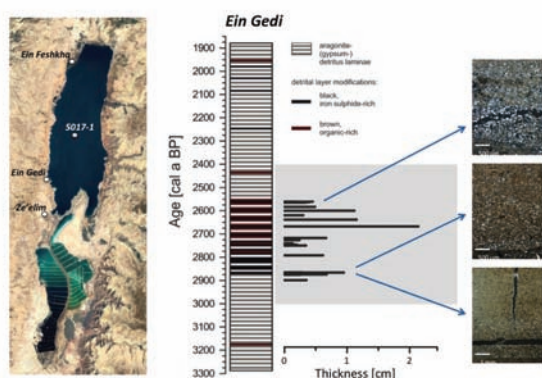 Ein Feshkha
S017-1
Ein Gedi
Ze'elim
Ein Gedi
Age [cal a BP]
1900
2000
2100
2200
2300
2400
2500
2600
2700
2800
2900
3000
3100
3200
3300
aragonite-
(gypsum-)
detritus laminae
detrital layer modifications:
black,
iron sulphide-rich
brown,
organic-rich
0
1
2
Thickness [cm]